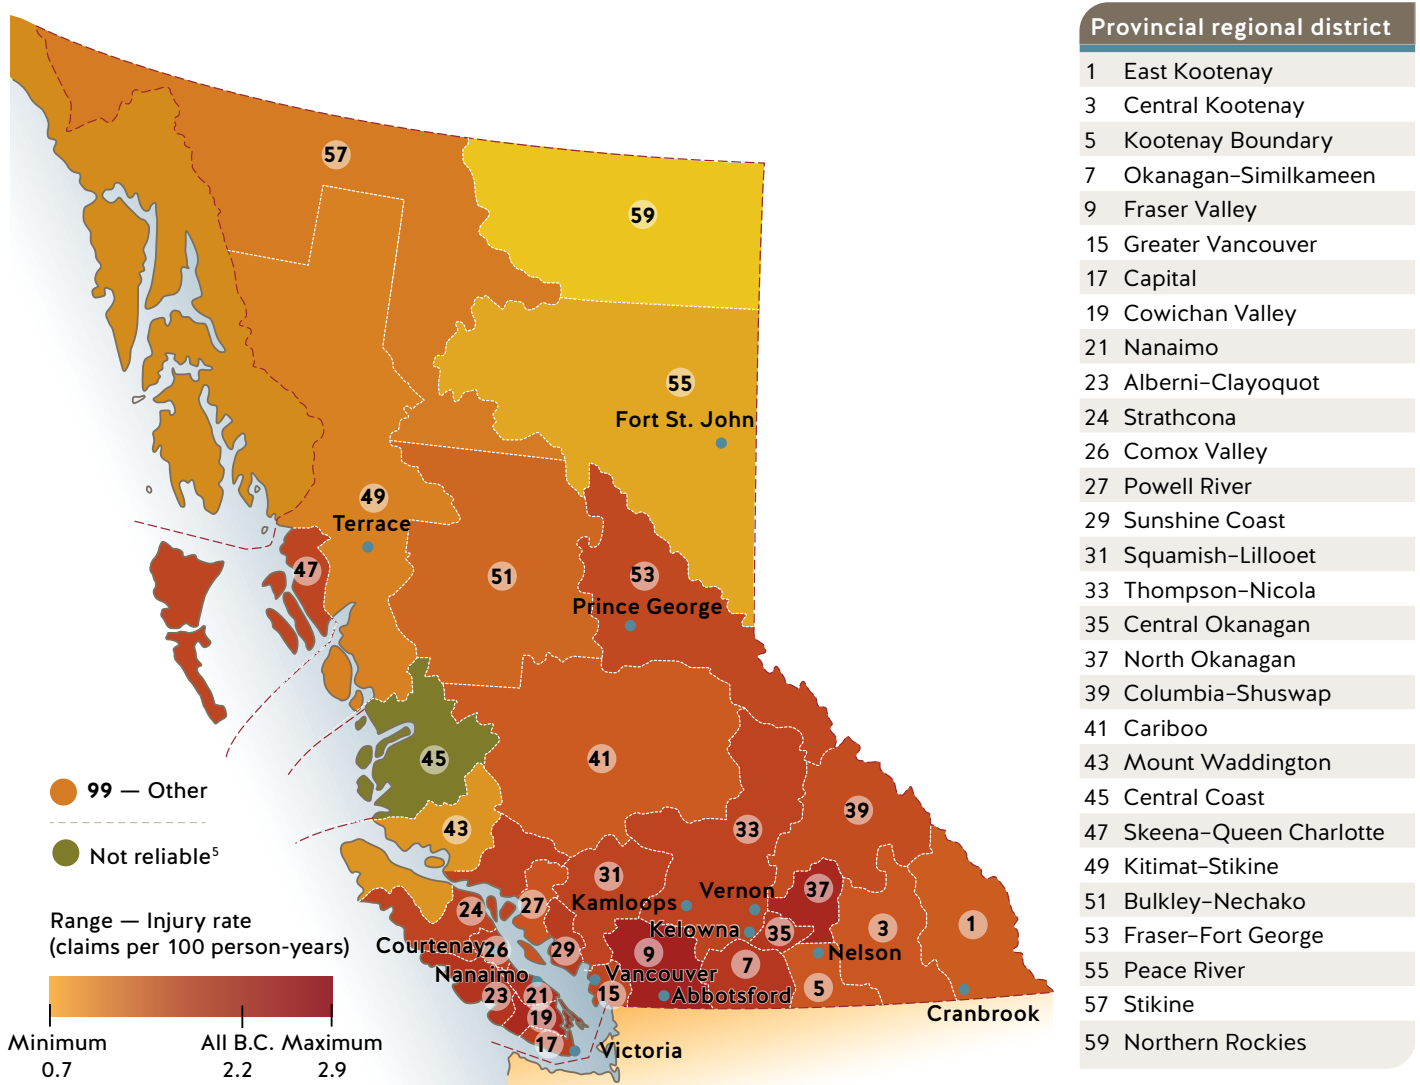 Provincial regional district
1 East Kootenay
3 Central Kootenay
5 Kootenay Boundary
7 Okanagan–Similkameen
9 Fraser Valley
15 Greater Vancouver
17 Capital
19 Cowichan Valley
21 Nanaimo
23 Alberni–Clayoquot
24 Strathcona
26 Comox Valley
27 Powell River
29 Sunshine Coast
31 Squamish–Lillooet
33 Thompson–Nicola
35 Central Okanagan
37 North Okanagan
39 Columbia–Shuswap
41 Cariboo
43 Mount Waddington
45 Central Coast
47 Skeena–Queen Charlotte
49 Kitimat–Stikine
51 Bulkley–Nechako
53 Fraser–Fort George
55 Peace River
57 Stikine
59 Northern Rockies
57
59
55
Fort St. John
49
Terrace
47
51
53
Prince George
45
41
43
33
39
31
37
Vernon
Kamloops
24
27
35
Kelowna
3
1
Courtenay
26
29
9
7
Nelson
Nanaimo
Vancouver
5
23
21
15
Abbotsford
Cranbrook
19
17
Victoria
99 — Other
Not reliable⁵
Range — Injury rate
(claims per 100 person-years)
Minimum All B.C. Maximum
0.7 2.2 2.9